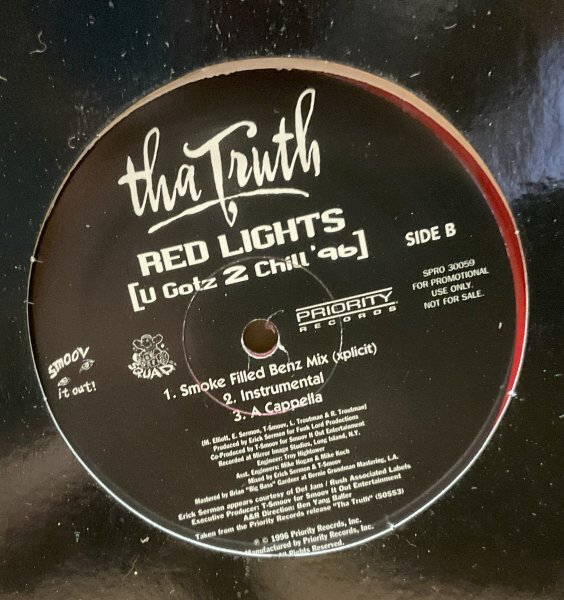 tha Truth
RED LIGHTS
[U Gotz 2 Chill '96]
SIDE B
SPRO 30059
FOR PROMOTIONAL
USE ONLY.
NOT FOR SALE.
PRIORITY
RECORDS
SMOOV
it out!
SQUAD
1. Smoke Filled Benz Mix (xplicit)
2. Instrumental
3. A Cappella
(M. Elliott, E. Sermon, T-Smoov, L. Troutman & R. Troutman)
Produced by Erick Sermon for Funk Lord Productions
Co-Produced by T-Smoov for Smoov It Out Entertainment
Recorded at Mirror Image Studios, Long Island, N.Y.
Engineer: Troy Hightower
Asst. Engineers: Mike Hogan & Mike Koch
Mixed by Erick Sermon & T-Smoov
Mastered by Brian "Big Bass" Gardner at Bernie Grundman Mastering, L.A.
Erick Sermon appears courtesy of Def Jam / Rush Associated Labels
Executive Producer: T-Smoov for Smoov It Out Entertainment
A&R Direction: Ben Yang Baller
Taken from the Priority Records release "Tha Truth" (50553)
℗ © 1996 Priority Records, Inc.
Manufactured by Priority Records, Inc.
All Rights Reserved.